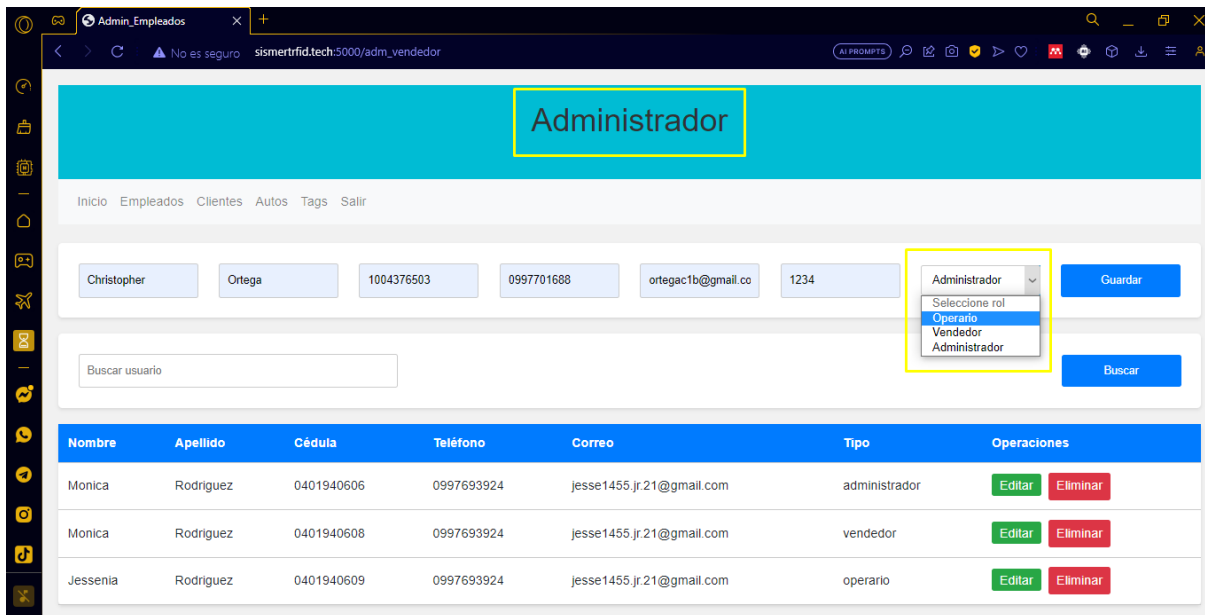 Admin_Empleados
No es seguro sismertrfid.tech:5000/adm_vendedor
AI PROMPTS
Administrador
Inicio Empleados Clientes Autos Tags Salir
Christopher Ortega 1004376503 0997701688 ortegac1b@gmail.co 1234 Administrador Guardar
Seleccione rol
Operario
Vendedor
Administrador
Buscar usuario Buscar
Nombre Apellido Cédula Teléfono Correo Tipo Operaciones
Monica Rodriguez 0401940606 0997693924 jesse1455.jr.21@gmail.com administrador Editar Eliminar
Monica Rodriguez 0401940608 0997693924 jesse1455.jr.21@gmail.com vendedor Editar Eliminar
Jessenia Rodriguez 0401940609 0997693924 jesse1455.jr.21@gmail.com operario Editar Eliminar